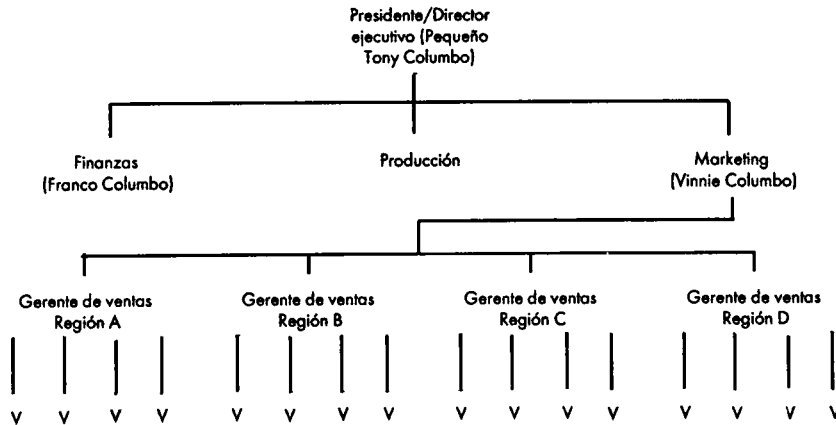 Presidente/Director
ejecutivo (Pequeño
Tony Columbo)
Finanzas
(Franco Columbo)
Producción
Marketing
(Vinnie Columbo)
Gerente de ventas
Región A
Gerente de ventas
Región B
Gerente de ventas
Región C
Gerente de ventas
Región D
V V V V V V V V V V V V V V V V